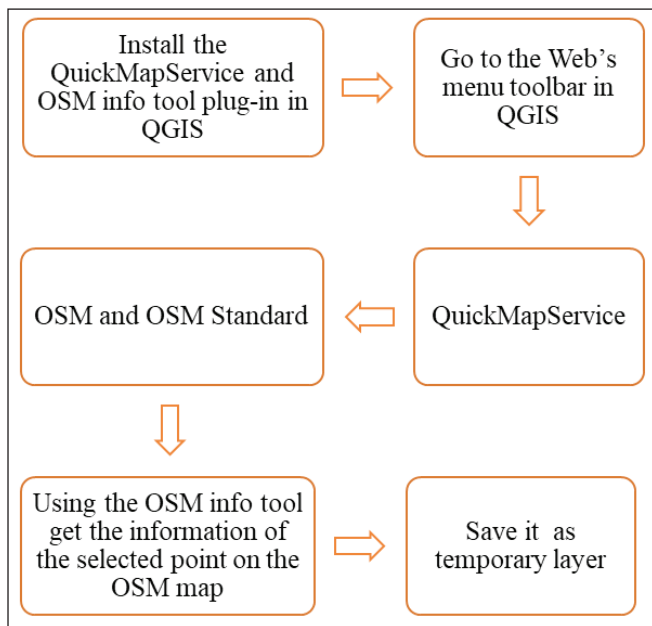 Install the
QuickMapService and
OSM info tool plug-in in
QGIS
Go to the Web's
menu toolbar in
QGIS
QuickMapService
OSM and OSM Standard
Using the OSM info tool
get the information of
the selected point on the
OSM map
Save it as
temporary layer